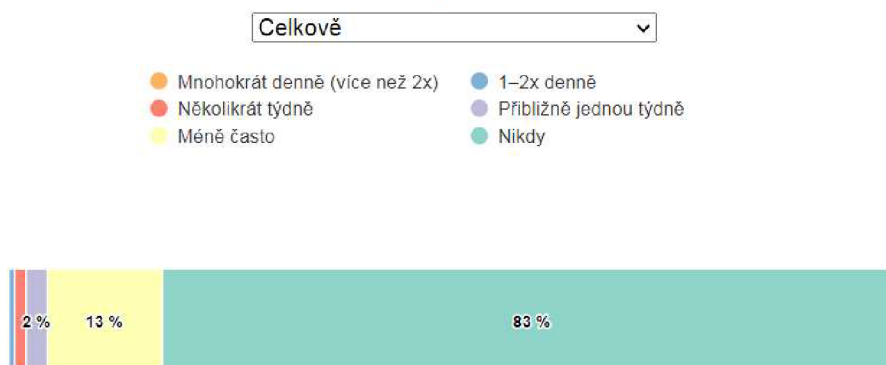 Celkově
Mnohokrát denně (více než 2x)
1–2x denně
Několikrát týdně
Přibližně jednou týdně
Méně často
Nikdy
2 %
13 %
83 %